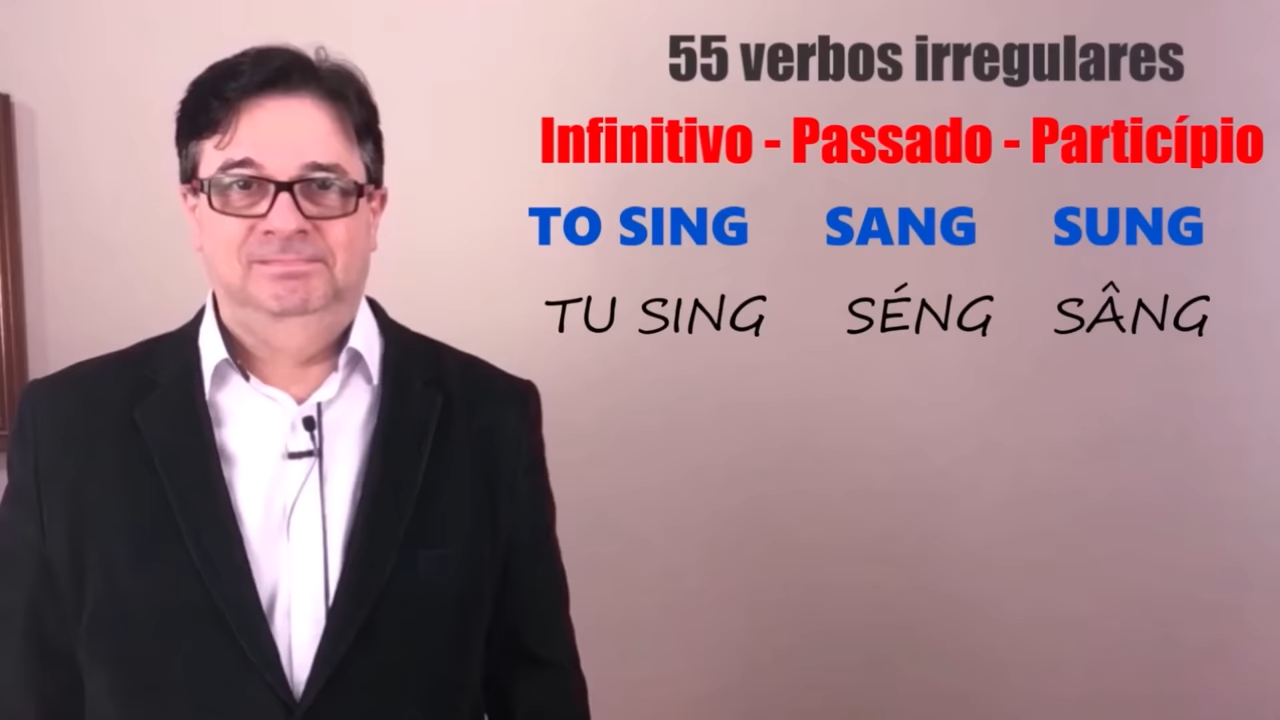 55 verbos irregulares
Infinitivo - Passado - Particípio
TO SING SANG SUNG
TU SING SÉNG SÂNG